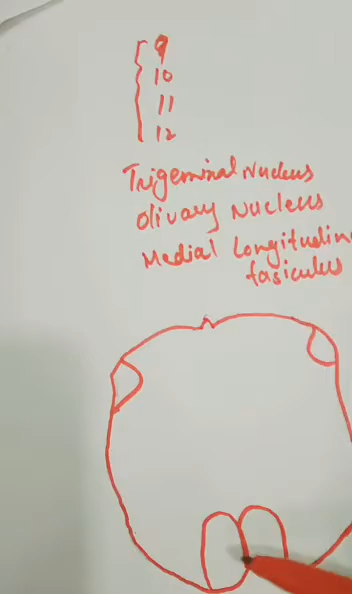 9
10
11
12
Trigeminal Nucleus
Olivary Nucleus
Medial Longitudin
fasiculus